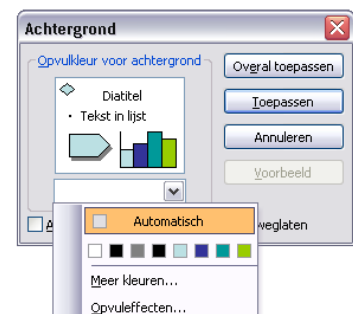 Achtergrond
Opvulkleur voor achtergrond
Diatitel
• Tekst in lijst
Overal toepassen
Toepassen
Annuleren
Voorbeeld
A weglaten
Automatisch
Meer kleuren...
Opvuleffecten...